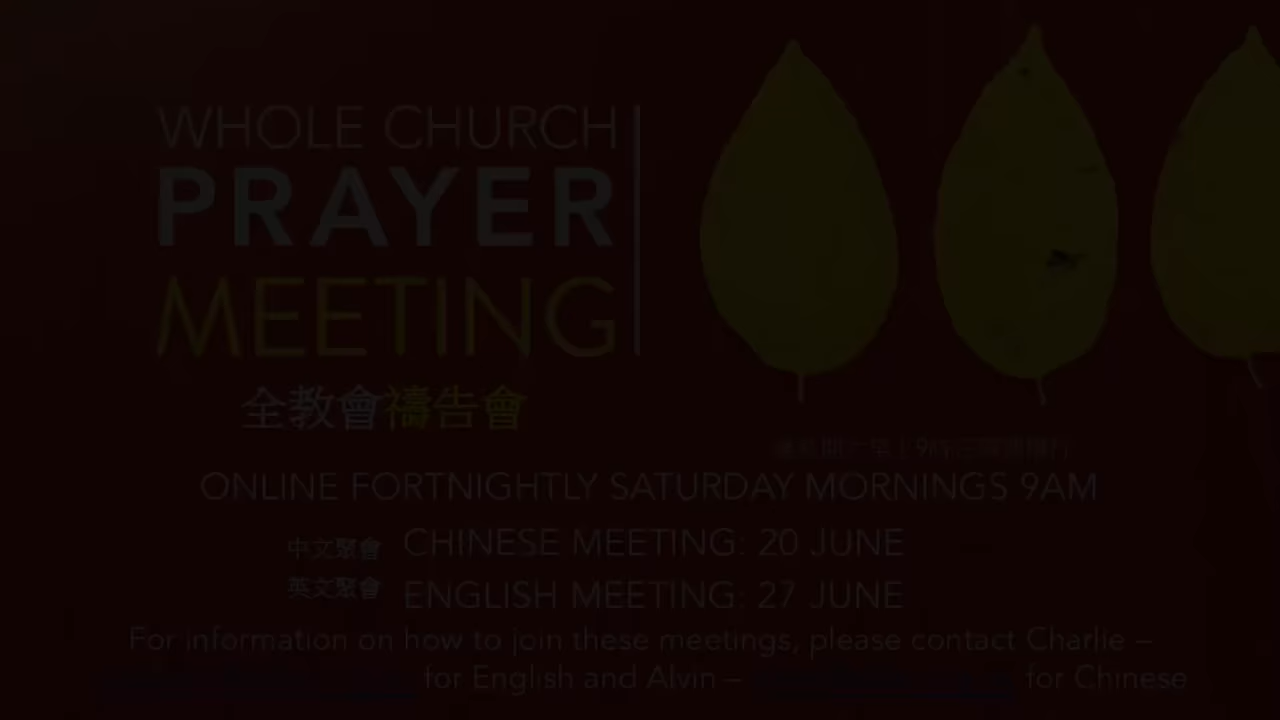 WHOLE CHURCH
PRAYER
MEETING
全教會禱告會
ONLINE FORTNIGHTLY SATURDAY MORNINGS 9AM
中文聚會 CHINESE MEETING: 20 JUNE
英文聚會 ENGLISH MEETING: 27 JUNE
For information on how to join these meetings, please contact Charlie –
for English and Alvin – for Chinese